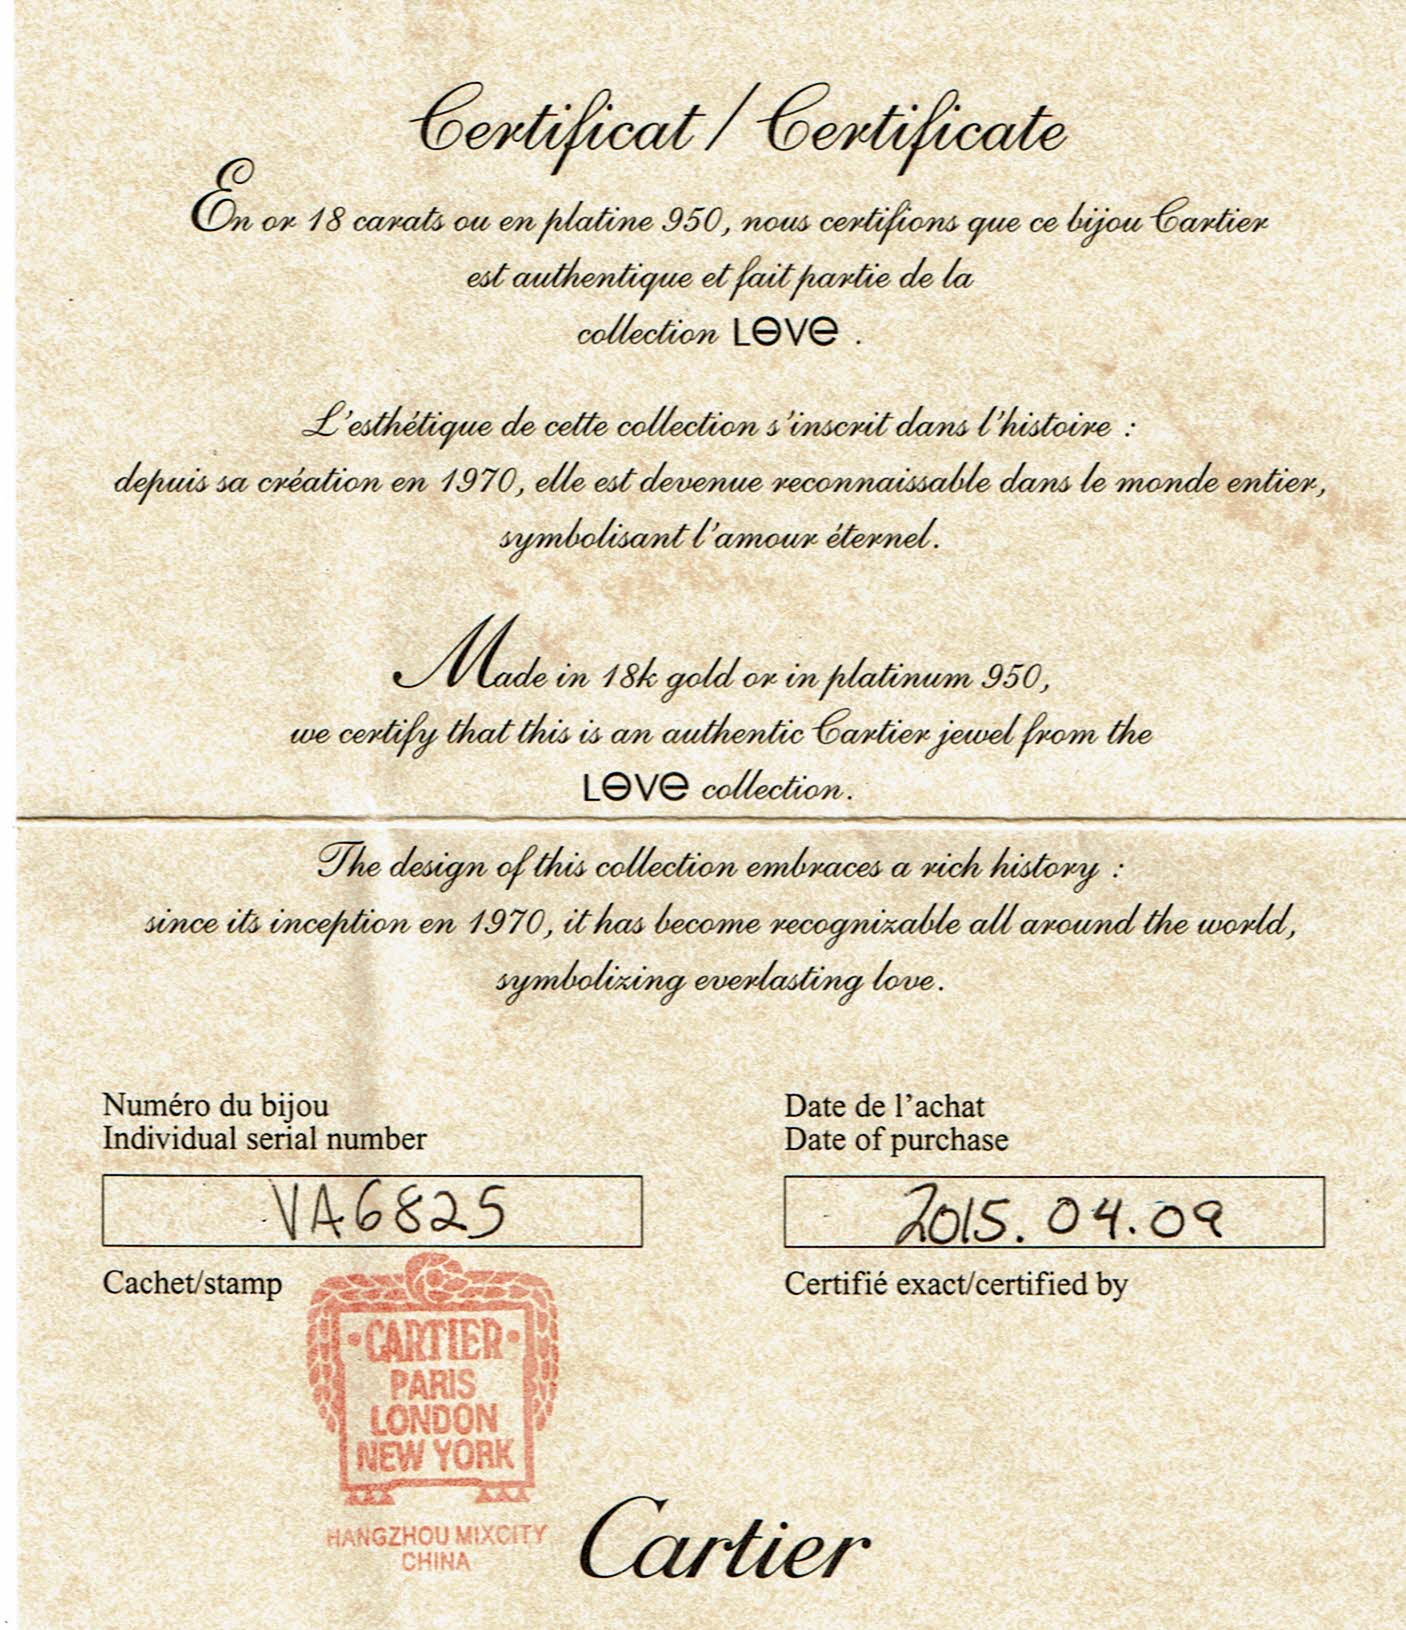 Certificat / Certificate
En or 18 carats ou en platine 950, nous certifions que ce bijou Cartier
est authentique et fait partie de la
collection LOVE .
L'esthétique de cette collection s'inscrit dans l'histoire :
depuis sa création en 1970, elle est devenue reconnaissable dans le monde entier,
symbolisant l'amour éternel.
Made in 18k gold or in platinum 950,
we certify that this is an authentic Cartier jewel from the
LOVE collection.
The design of this collection embraces a rich history :
since its inception en 1970, it has become recognizable all around the world,
symbolizing everlasting love.
Numéro du bijou
Individual serial number
VA6825
Date de l'achat
Date of purchase
2015.04.09
Cachet/stamp
Certifié exact/certified by
·CARTIER·
PARIS
LONDON
NEW YORK
HANGZHOU MIXCITY
CHINA
Cartier